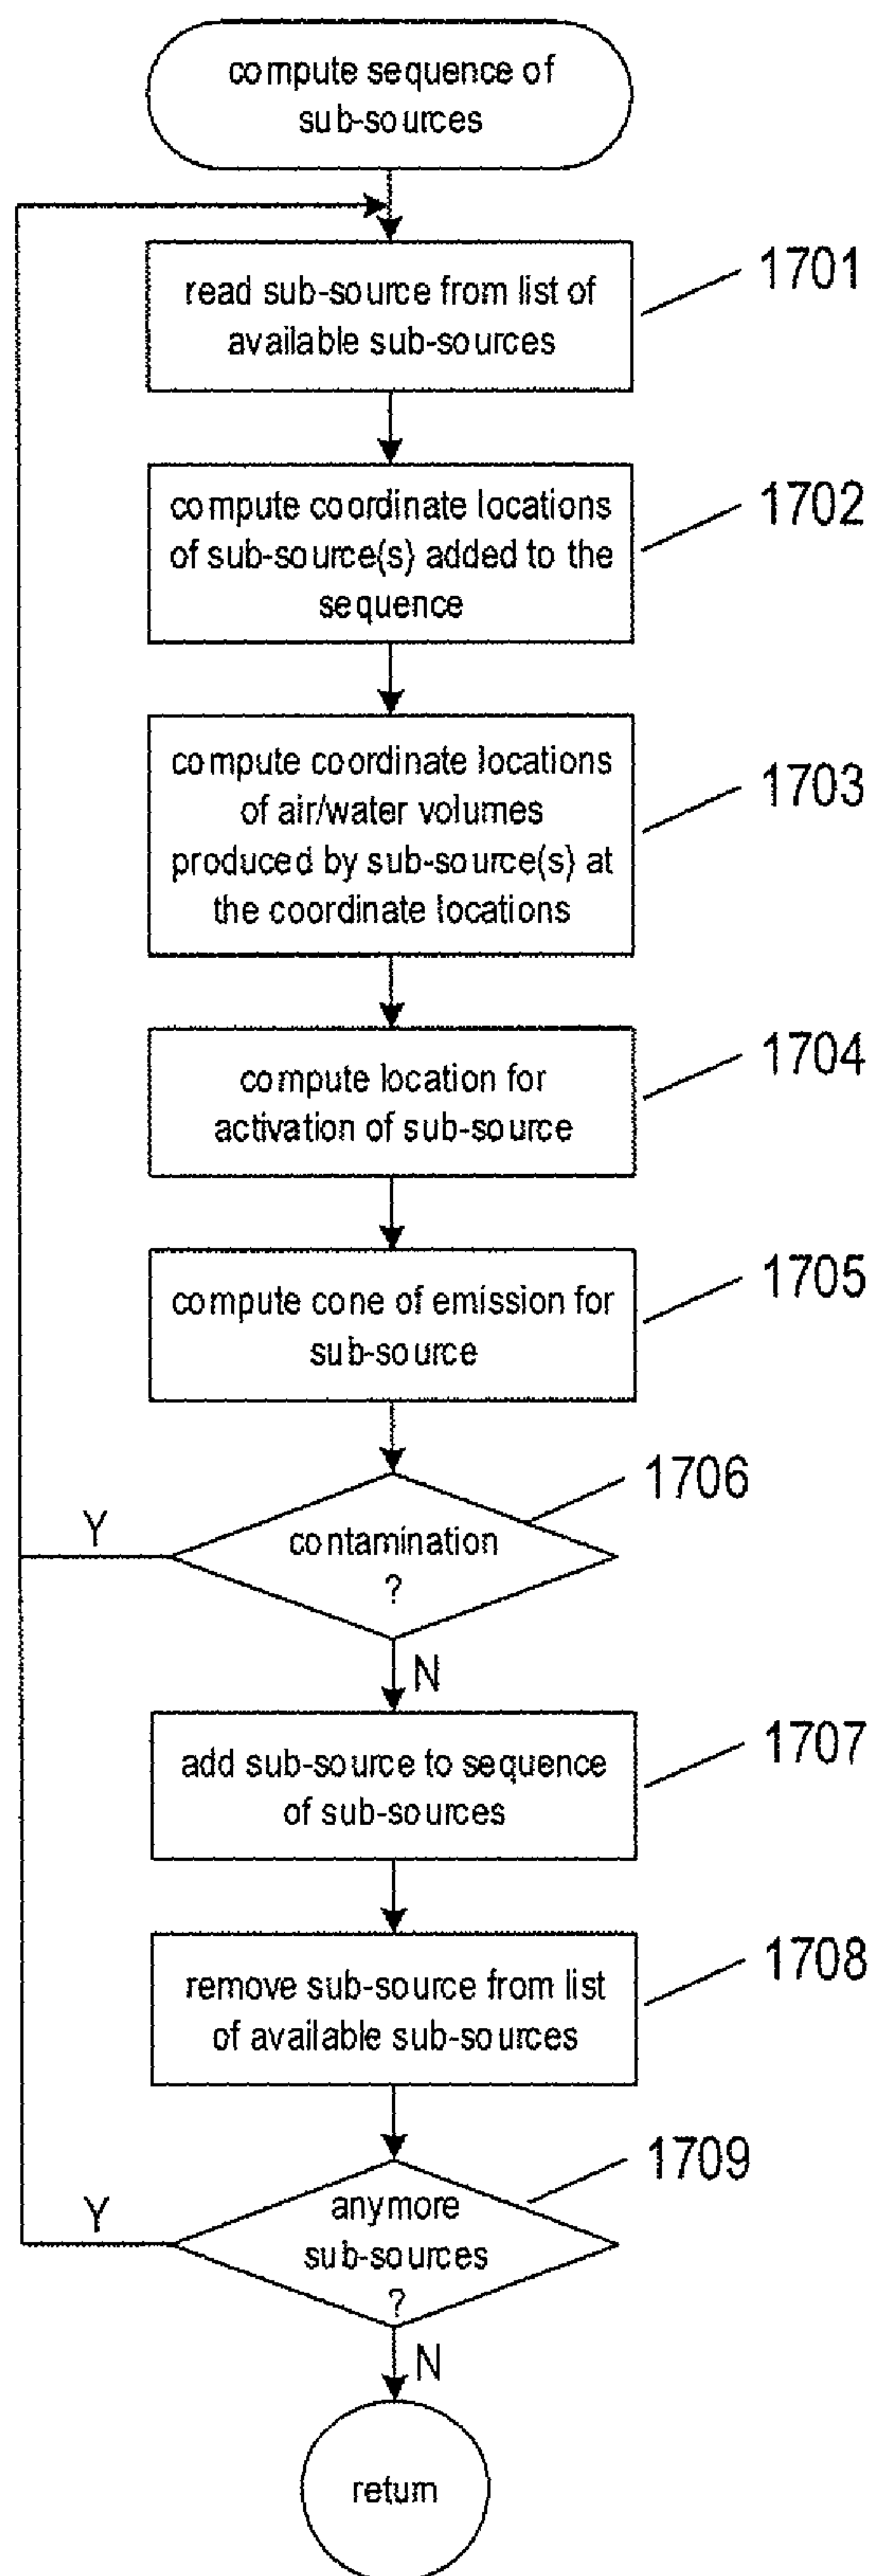 compute sequence of
sub-sources
read sub-source from list of
available sub-sources
1701
compute coordinate locations
of sub-source(s) added to the
sequence
1702
compute coordinate locations
of air/water volumes
produced by sub-source(s) at
the coordinate locations
1703
compute location for
activation of sub-source
1704
compute cone of emission for
sub-source
1705
contamination
?
1706
Y
N
add sub-source to sequence
of sub-sources
1707
remove sub-source from list
of available sub-sources
1708
anymore
sub-sources
?
1709
Y
N
return